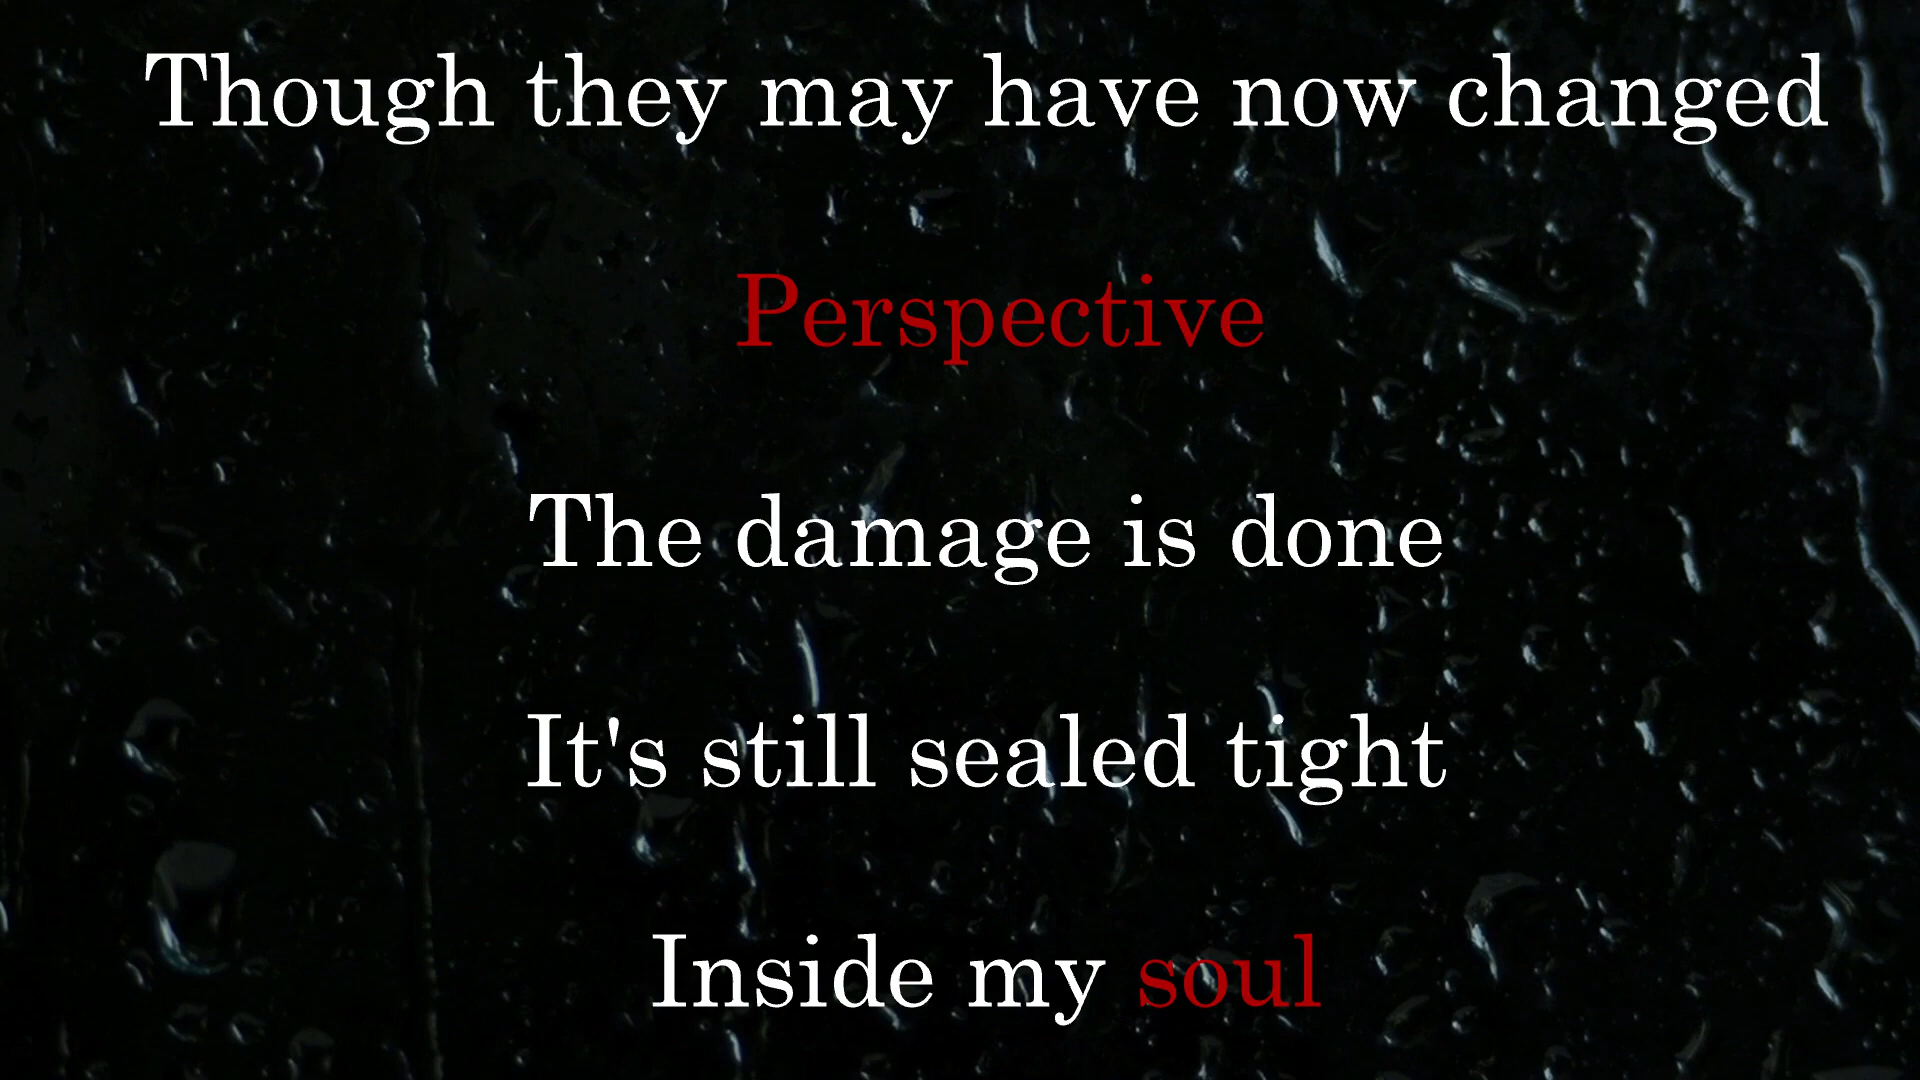 Though they may have now changed
Perspective
The damage is done
It's still sealed tight
Inside my soul